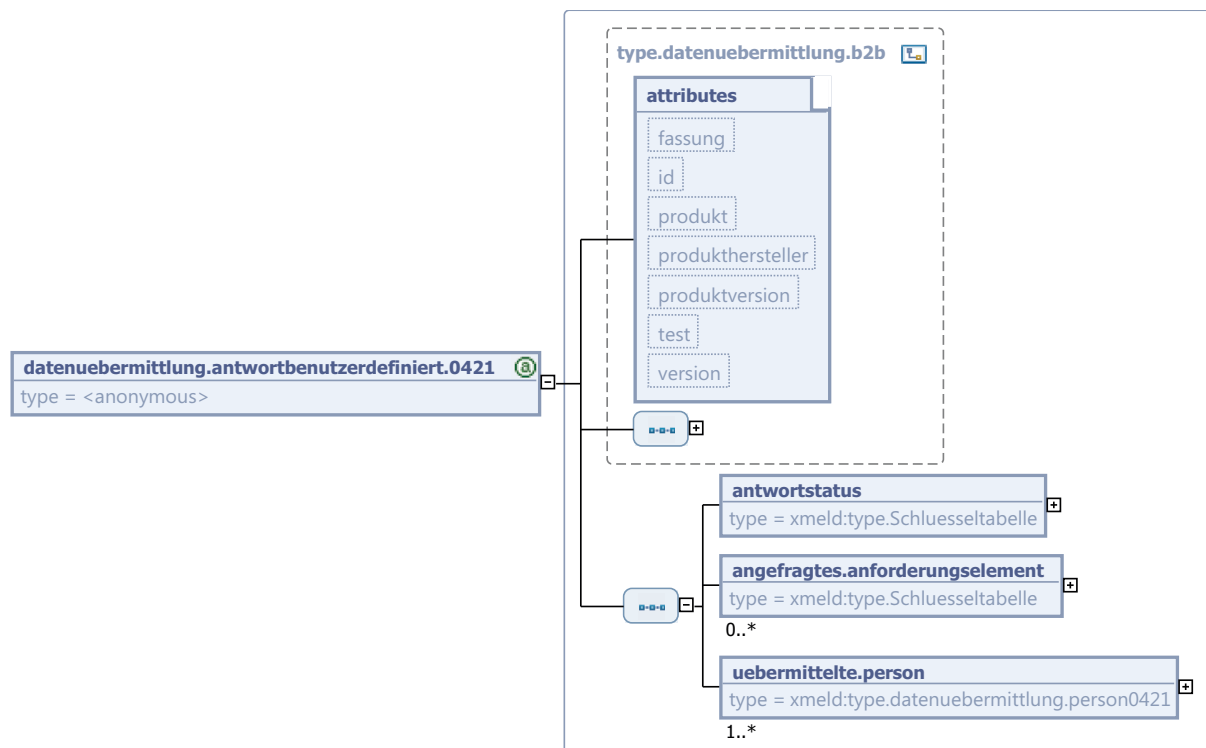 type.datenuebermittlung.b2b
attributes
fassung
id
produkt
produkthersteller
produktversion
test
version
datenuebermittlung.antwortbenutzerdefiniert.0421 @
type = <anonymous>
antwortstatus
type = xmeld:type.Schluesseltabelle
angefragtes.anforderungselement
type = xmeld:type.Schluesseltabelle
0..*
uebermittelte.person
type = xmeld:type.datenuebermittlung.person0421
1..*